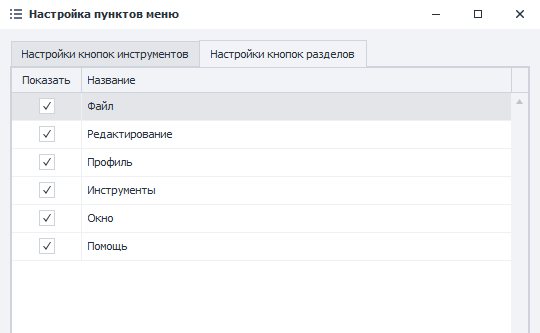 Настройка пунктов меню
Настройки кнопок инструментов Настройки кнопок разделов
Показать Название
Файл
Редактирование
Профиль
Инструменты
Окно
Помощь